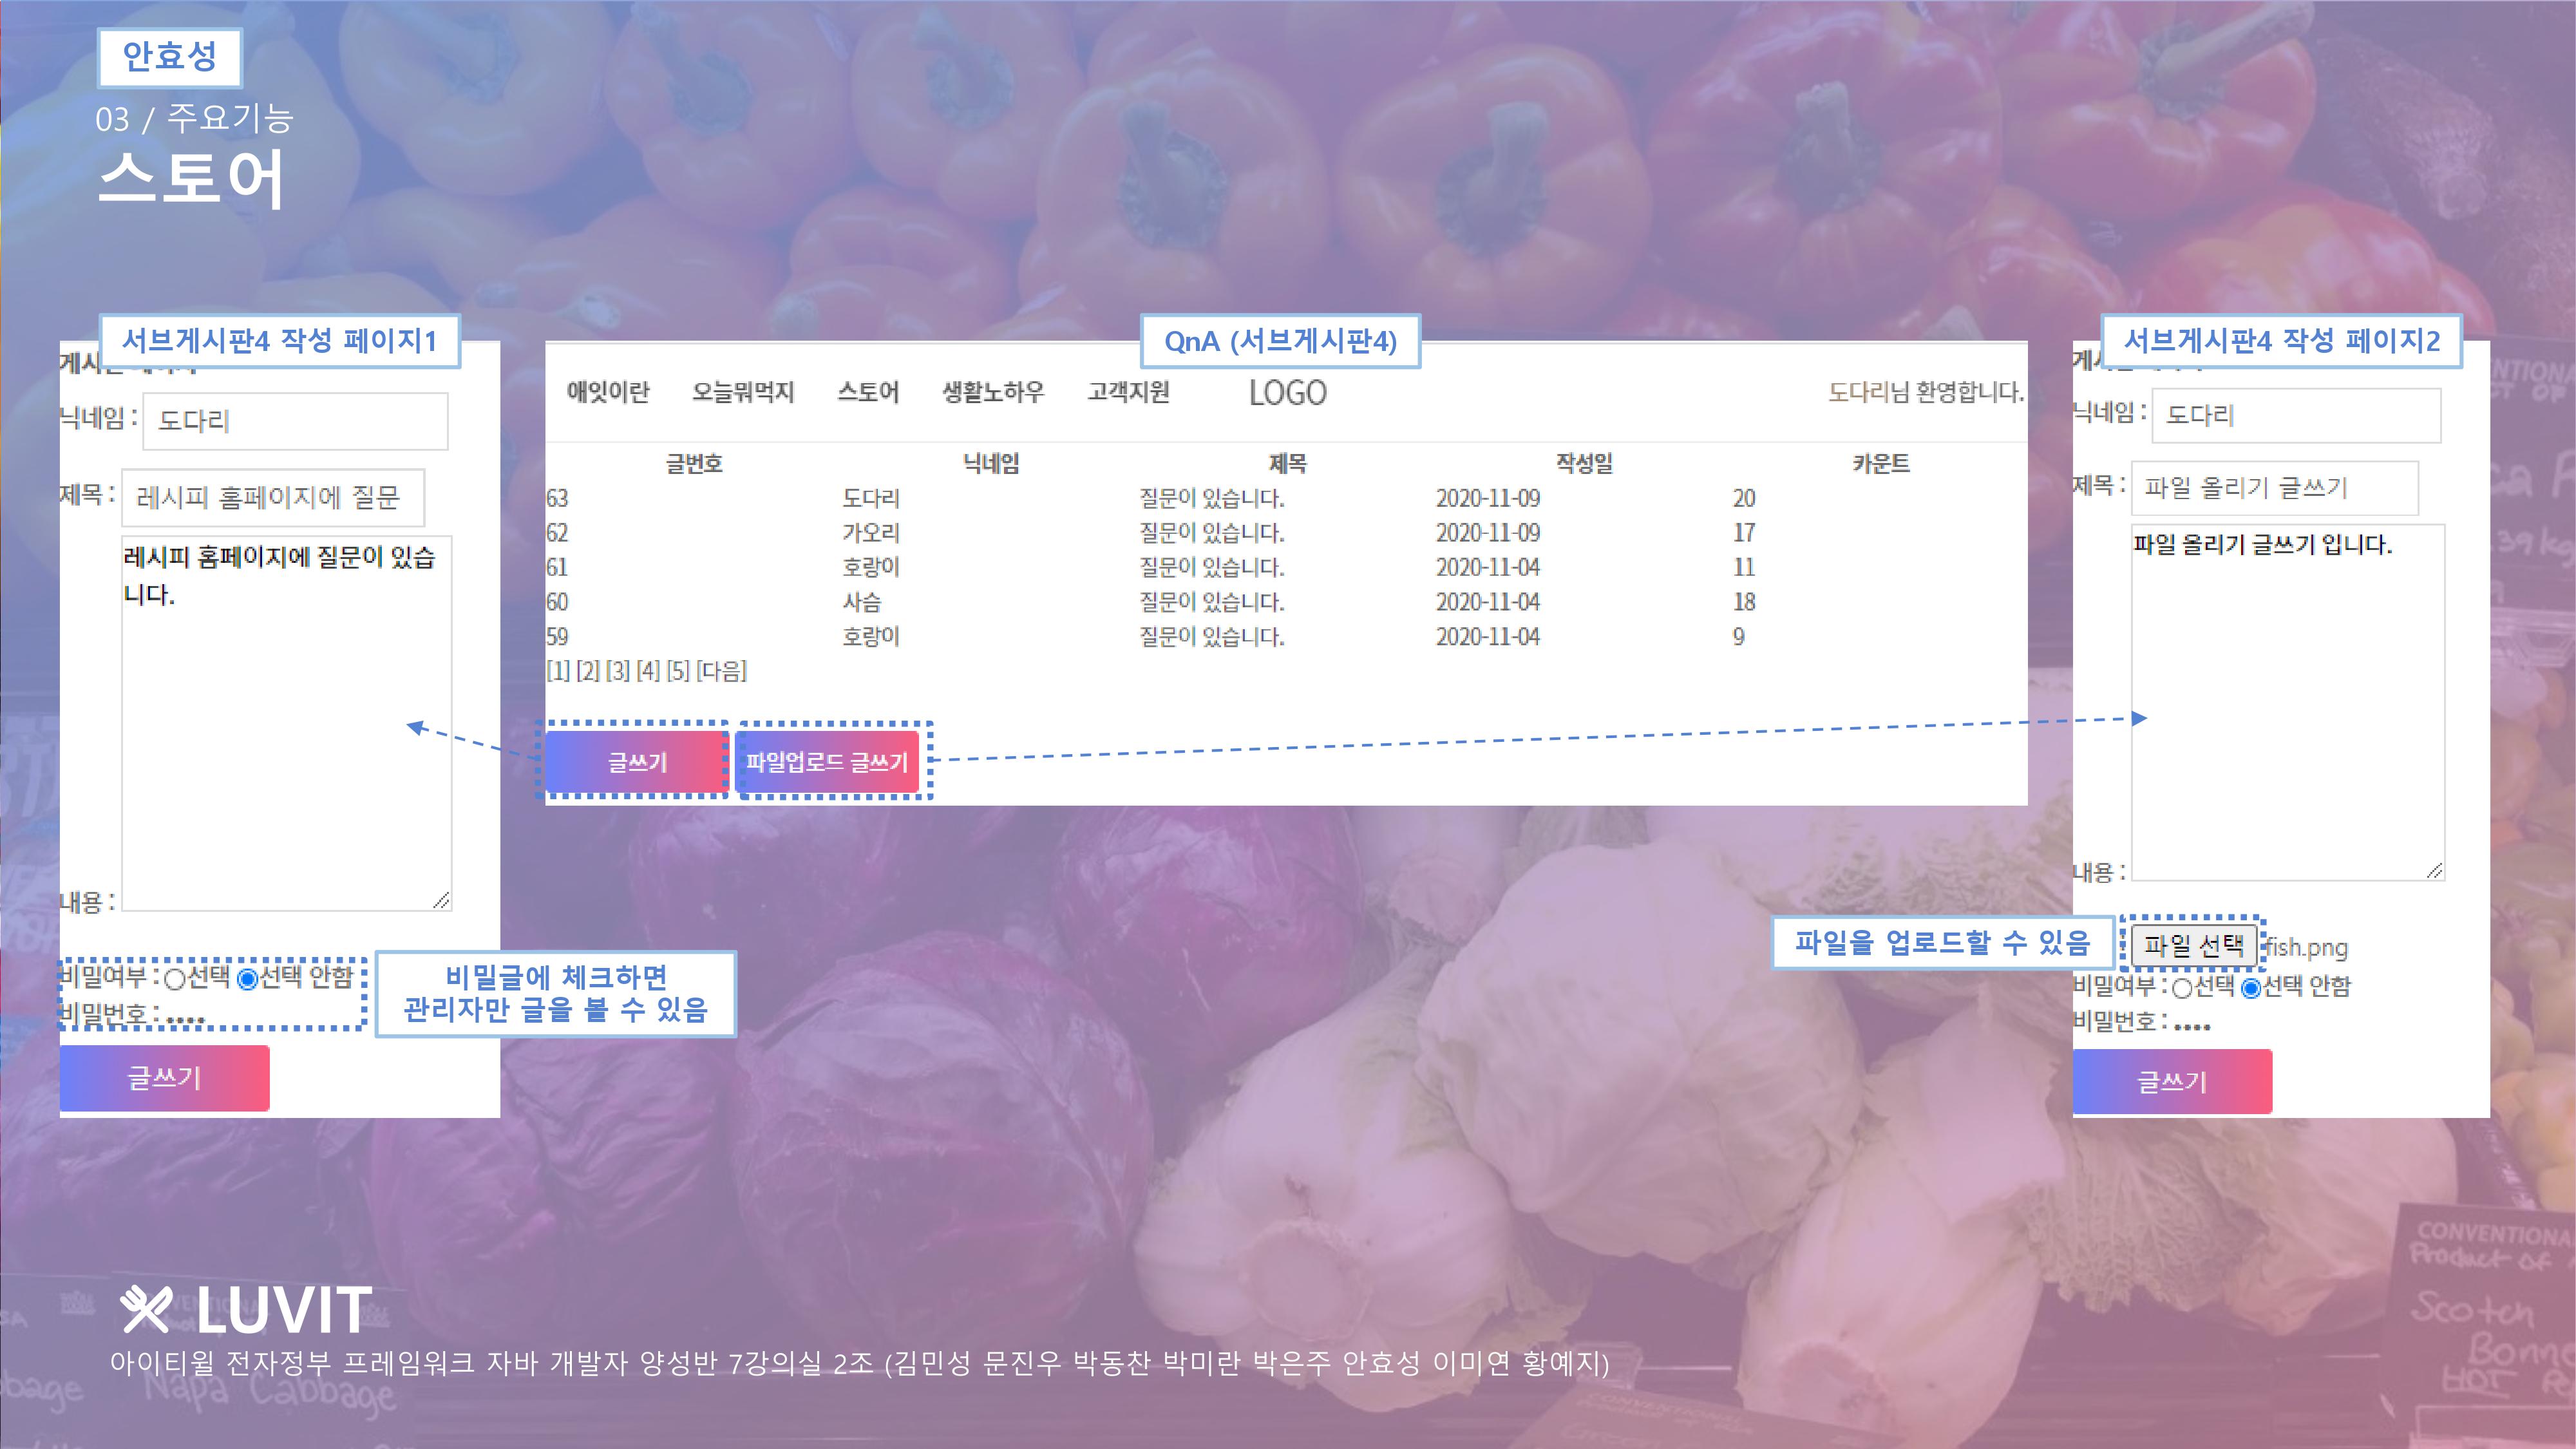 안효성
03 / 주요기능
스토어
서브게시판4 작성 페이지1
닉네임 : 도다리
제목 : 레시피 홈페이지에 질문
레시피 홈페이지에 질문이 있습
니다.
내용 :
비밀여부 : 선택 선택 안함
비밀번호 : ••••
글쓰기
비밀글에 체크하면
관리자만 글을 볼 수 있음
QnA (서브게시판4)
애잇이란 오늘뭐먹지 스토어 생활노하우 고객지원 LOGO 도다리님 환영합니다.
글번호 닉네임 제목 작성일 카운트
63 도다리 질문이 있습니다. 2020-11-09 20
62 가오리 질문이 있습니다. 2020-11-09 17
61 호랑이 질문이 있습니다. 2020-11-04 11
60 사슴 질문이 있습니다. 2020-11-04 18
59 호랑이 질문이 있습니다. 2020-11-04 9
[1] [2] [3] [4] [5] [다음]
글쓰기 파일업로드 글쓰기
서브게시판4 작성 페이지2
닉네임 : 도다리
제목 : 파일 올리기 글쓰기
파일 올리기 글쓰기 입니다.
내용 :
파일을 업로드할 수 있음
파일 선택 fish.png
비밀여부 : 선택 선택 안함
비밀번호 : ••••
글쓰기
LUVIT
아이티윌 전자정부 프레임워크 자바 개발자 양성반 7강의실 2조 (김민성 문진우 박동찬 박미란 박은주 안효성 이미연 황예지)
Napa Cabbage
CONVENTIONAL
Product of
Scotch
Bonne
HOT